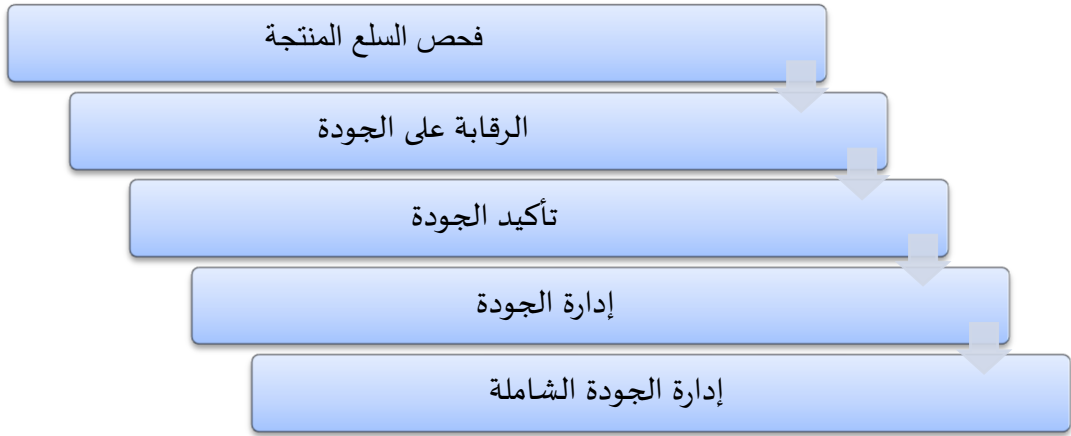 فحص السلع المنتجة
الرقابة على الجودة
تأكيد الجودة
إدارة الجودة
إدارة الجودة الشاملة